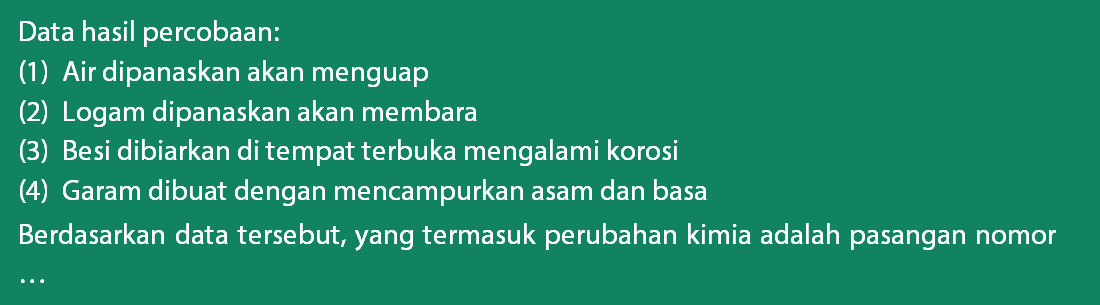 Data hasil percobaan:
(1) Air dipanaskan akan menguap
(2) Logam dipanaskan akan membara
(3) Besi dibiarkan di tempat terbuka mengalami korosi
(4) Garam dibuat dengan mencampurkan asam dan basa
Berdasarkan data tersebut, yang termasuk perubahan kimia adalah pasangan nomor
...